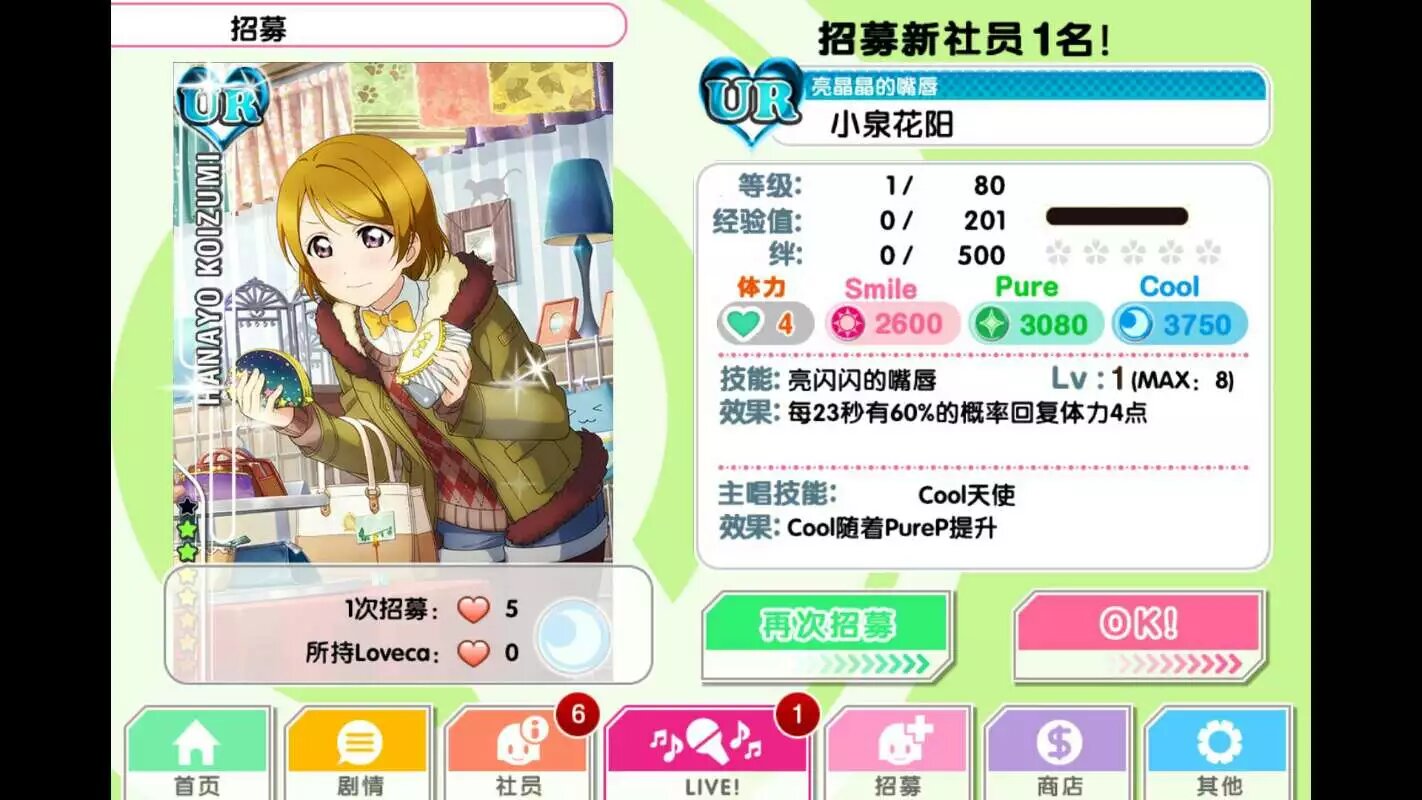 招募
UR
HANAYO KOIZUMI
1次招募： 5
所持Loveca： 0
招募新社员1名!
UR
亮晶晶的嘴唇
小泉花阳
等级： 1 / 80
经验值： 0 / 201
绊： 0 / 500
体力 Smile Pure Cool
4 2600 3080 3750
技能：亮闪闪的嘴唇 Lv：1(MAX：8)
效果：每23秒有60%的概率回复体力4点
主唱技能： Cool天使
效果：Cool随着PureP提升
再次招募
OK!
6
1
首页
剧情
社员
LIVE!
招募
商店
其他